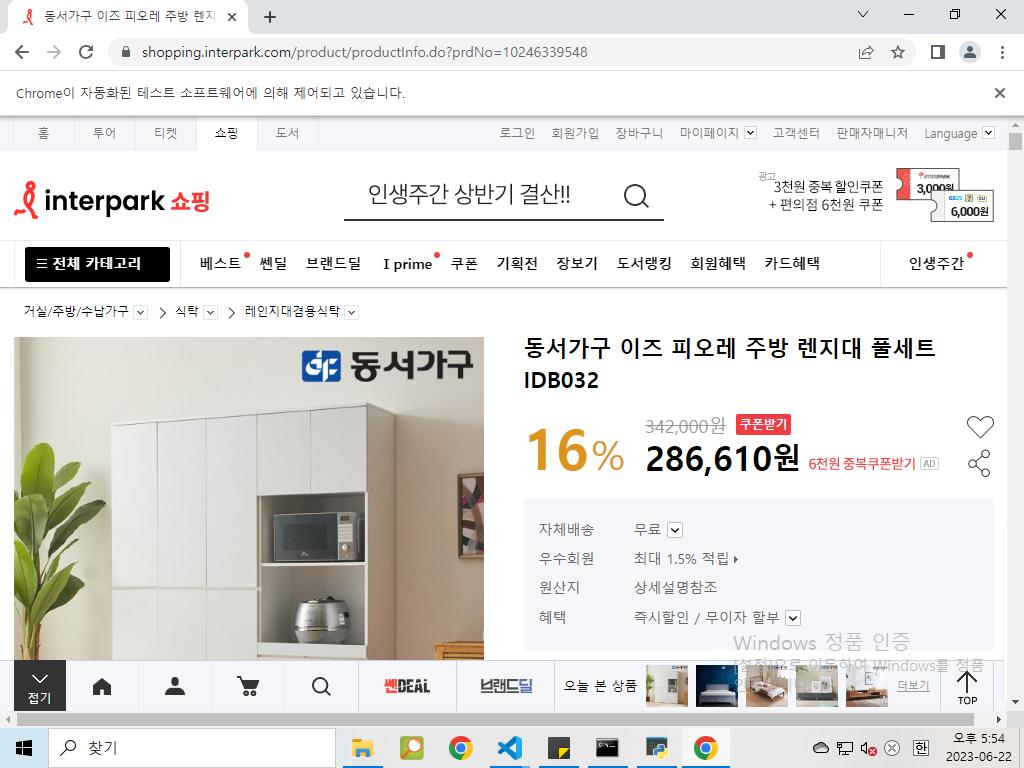 동서가구 이즈 피오레 주방 렌지
shopping.interpark.com/product/productInfo.do?prdNo=10246339548
Chrome이 자동화된 테스트 소프트웨어에 의해 제어되고 있습니다.
홈 투어 티켓 쇼핑 도서 로그인 회원가입 장바구니 마이페이지 고객센터 판매자매니저 Language
interpark 쇼핑
인생주간 상반기 결산!!
광고
3천원 중복 할인쿠폰
+ 편의점 6천원 쿠폰
INTERPARK
3,000원
GS25 CU
6,000원
전체 카테고리 베스트 쎈딜 브랜드딜 I prime 쿠폰 기획전 장보기 도서랭킹 회원혜택 카드혜택 인생주간
거실/주방/수납가구 식탁 레인지대겸용식탁
동서가구
동서가구 이즈 피오레 주방 렌지대 풀세트
IDB032
16%
342,000원 쿠폰받기
286,610원 6천원 중복쿠폰받기 AD
자체배송 무료
우수회원 최대 1.5% 적립
원산지 상세설명참조
혜택 즉시할인 / 무이자 할부
Windows 정품 인증
[설정]으로 이동하여 Windows를 정품
접기
쎈DEAL
브랜드딜
오늘 본 상품
더보기
TOP
찾기
한
오후 5:54
2023-06-22